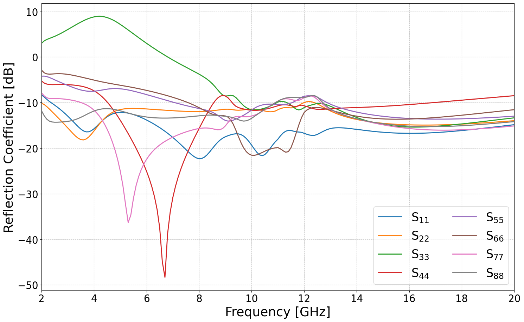 10
0
−10
−20
−30
−40
−50
2 4 6 8 10 12 14 16 18 20
Reflection Coefficient [dB]
Frequency [GHz]
S11 S55
S22 S66
S33 S77
S44 S88